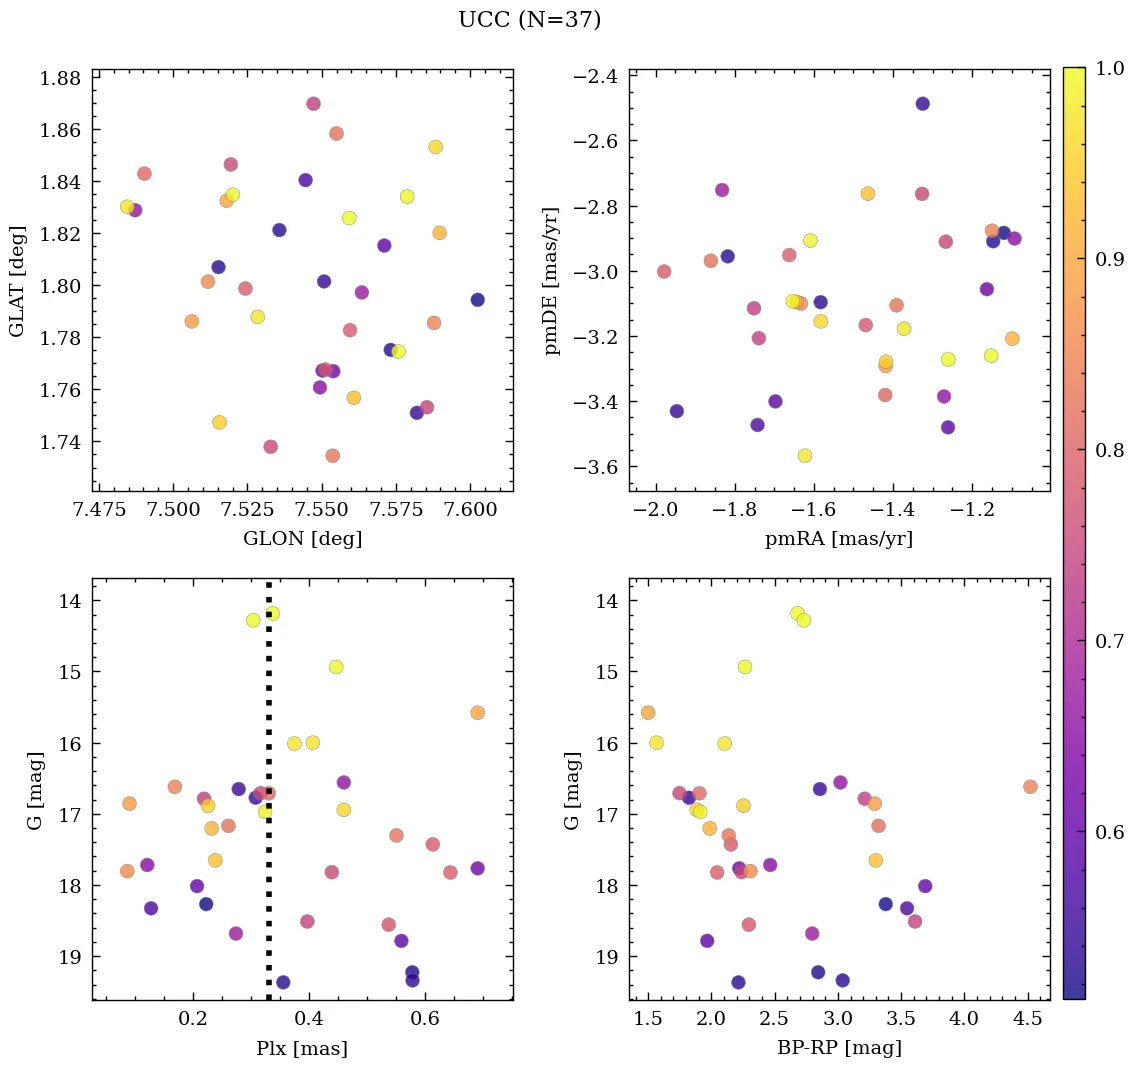 UCC (N=37)
1.88
1.86
1.84
1.82
1.80
1.78
1.76
1.74
GLAT [deg]
7.475 7.500 7.525 7.550 7.575 7.600
GLON [deg]
−2.4
−2.6
−2.8
−3.0
−3.2
−3.4
−3.6
pmDE [mas/yr]
−2.0 −1.8 −1.6 −1.4 −1.2
pmRA [mas/yr]
14
15
16
17
18
19
G [mag]
0.2 0.4 0.6
Plx [mas]
14
15
16
17
18
19
G [mag]
1.5 2.0 2.5 3.0 3.5 4.0 4.5
BP-RP [mag]
1.0
0.9
0.8
0.7
0.6